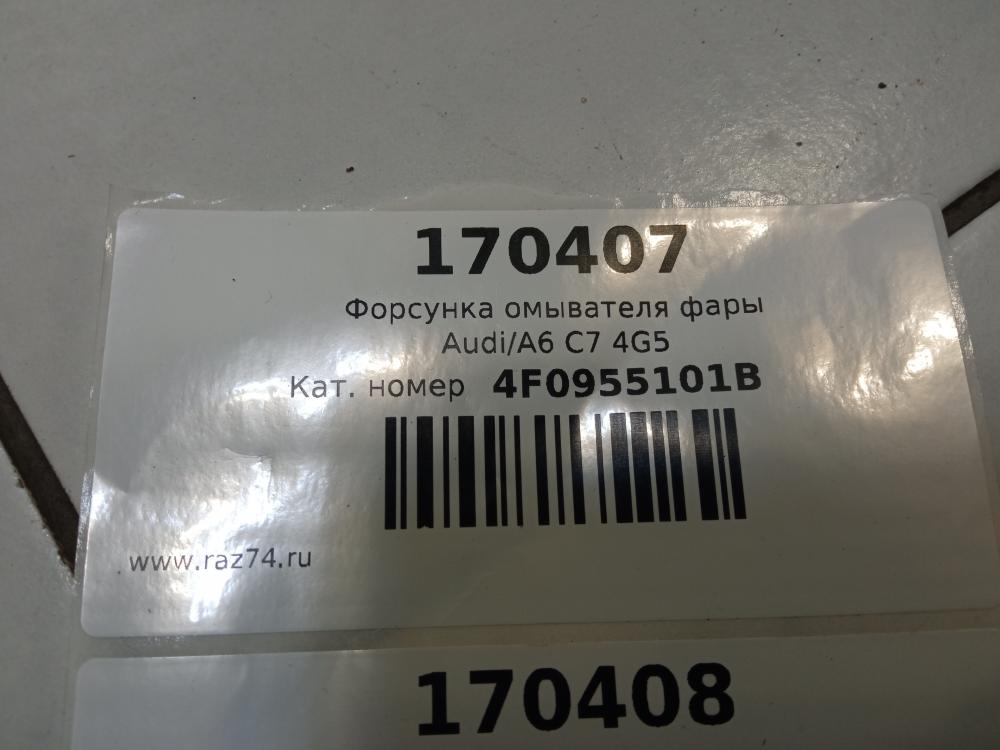 170407
Форсунка омывателя фары
Audi/A6 C7 4G5
Кат. номер 4F0955101B
www.raz74.ru
170408